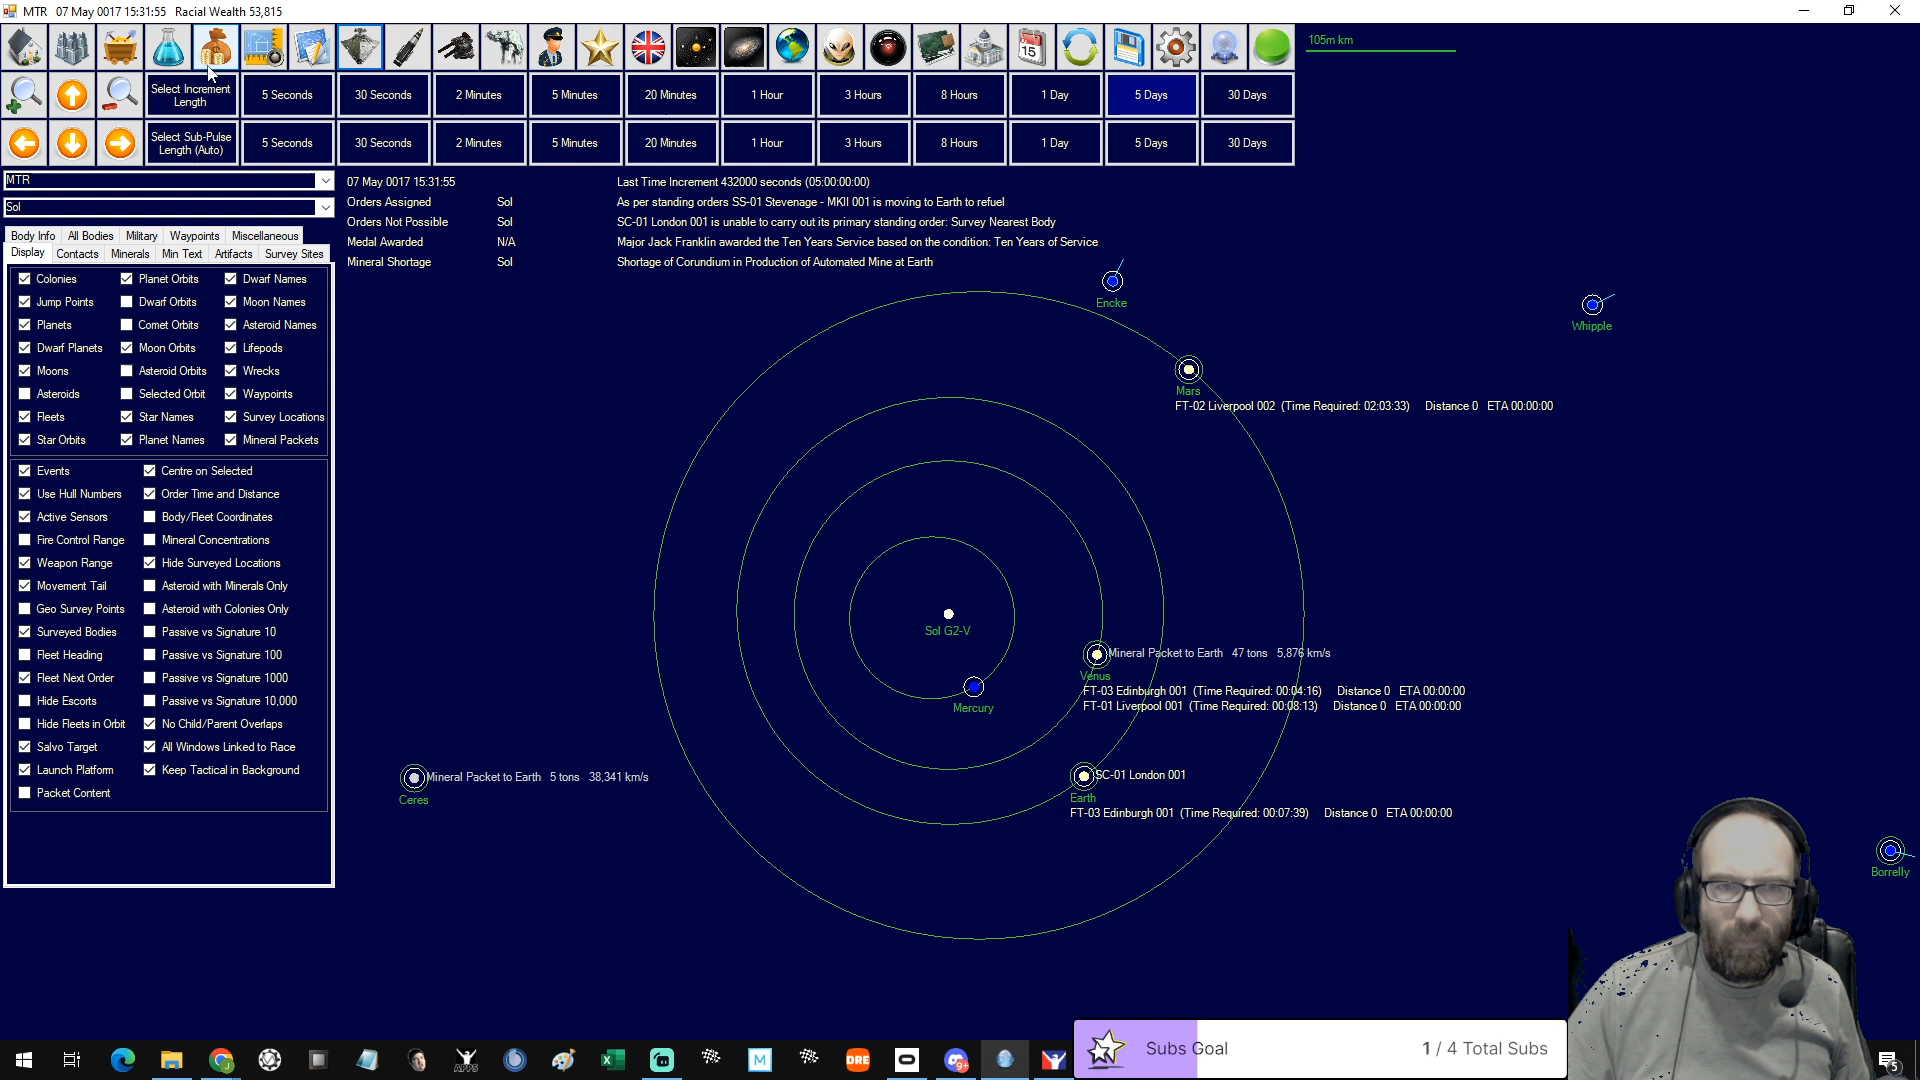 MTR 07 May 0017 15:31:55 Racial Wealth 53,815
105m km
Select Increment Length 5 Seconds 30 Seconds 2 Minutes 5 Minutes 20 Minutes 1 Hour 3 Hours 8 Hours 1 Day 5 Days 30 Days
Select Sub-Pulse Length (Auto) 5 Seconds 30 Seconds 2 Minutes 5 Minutes 20 Minutes 1 Hour 3 Hours 8 Hours 1 Day 5 Days 30 Days
MTR
Sol
Body Info All Bodies Military Waypoints Miscellaneous
Display Contacts Minerals Min Text Artifacts Survey Sites
Colonies Planet Orbits Dwarf Names
Jump Points Dwarf Orbits Moon Names
Planets Comet Orbits Asteroid Names
Dwarf Planets Moon Orbits Lifepods
Moons Asteroid Orbits Wrecks
Asteroids Selected Orbit Waypoints
Fleets Star Names Survey Locations
Star Orbits Planet Names Mineral Packets
Events Centre on Selected
Use Hull Numbers Order Time and Distance
Active Sensors Body/Fleet Coordinates
Fire Control Range Mineral Concentrations
Weapon Range Hide Surveyed Locations
Movement Tail Asteroid with Minerals Only
Geo Survey Points Asteroid with Colonies Only
Surveyed Bodies Passive vs Signature 10
Fleet Heading Passive vs Signature 100
Fleet Next Order Passive vs Signature 1000
Hide Escorts Passive vs Signature 10,000
Hide Fleets in Orbit No Child/Parent Overlaps
Salvo Target All Windows Linked to Race
Launch Platform Keep Tactical in Background
Packet Content
07 May 0017 15:31:55 Last Time Increment 432000 seconds (05:00:00:00)
Orders Assigned Sol As per standing orders SS-01 Stevenage - MKII 001 is moving to Earth to refuel
Orders Not Possible Sol SC-01 London 001 is unable to carry out its primary standing order: Survey Nearest Body
Medal Awarded N/A Major Jack Franklin awarded the Ten Years Service based on the condition: Ten Years of Service
Mineral Shortage Sol Shortage of Corundium in Production of Automated Mine at Earth
Encke
Whipple
Mars
FT-02 Liverpool 002 (Time Required: 02:03:33) Distance 0 ETA 00:00:00
Sol G2-V
Mineral Packet to Earth 47 tons 5,876 km/s
Venus
FT-03 Edinburgh 001 (Time Required: 00:04:16) Distance 0 ETA 00:00:00
FT-01 Liverpool 001 (Time Required: 00:08:13) Distance 0 ETA 00:00:00
Mercury
Mineral Packet to Earth 5 tons 38,341 km/s
Ceres
SC-01 London 001
Earth
FT-03 Edinburgh 001 (Time Required: 00:07:39) Distance 0 ETA 00:00:00
Borrelly
Subs Goal 1 / 4 Total Subs
15
APPS
M
DRE
9+
5